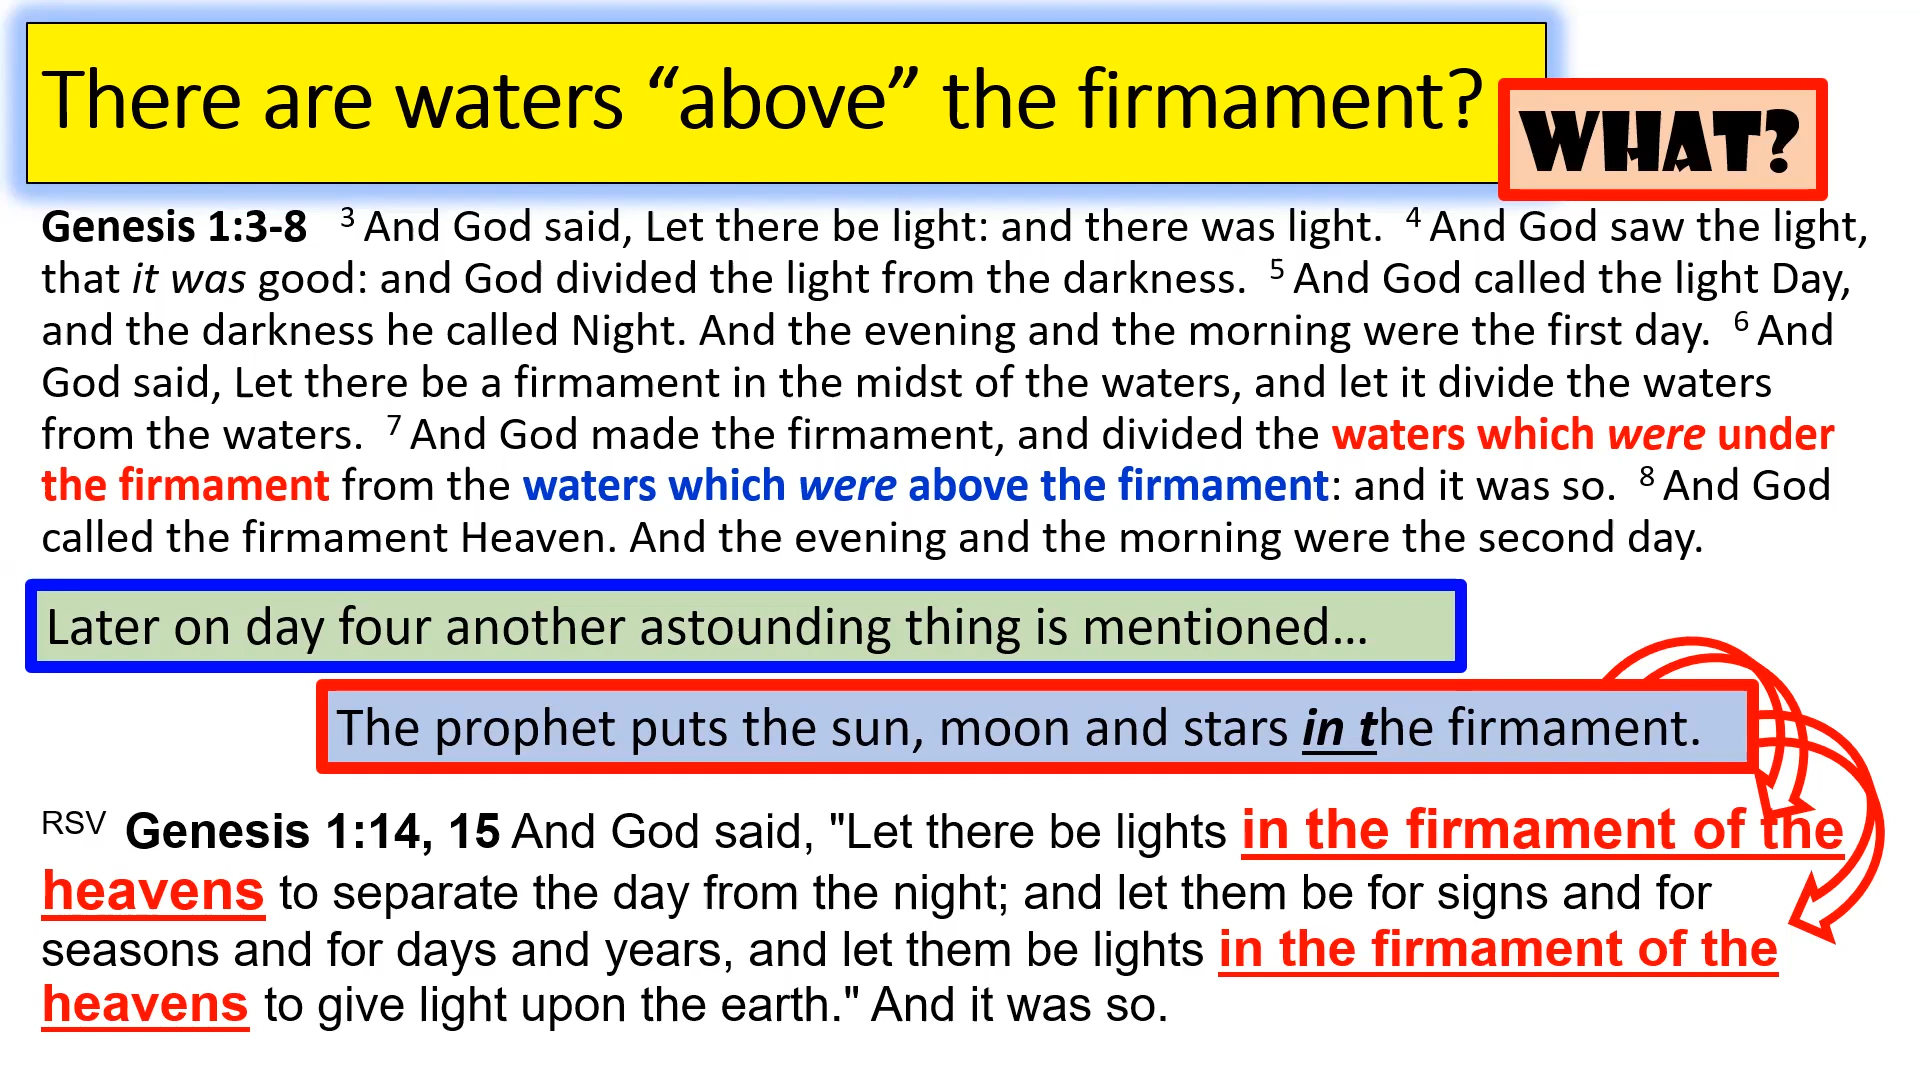 There are waters “above” the firmament?
WHAT?
Genesis 1:3-8 3 And God said, Let there be light: and there was light. 4 And God saw the light,
that it was good: and God divided the light from the darkness. 5 And God called the light Day,
and the darkness he called Night. And the evening and the morning were the first day. 6 And
God said, Let there be a firmament in the midst of the waters, and let it divide the waters
from the waters. 7 And God made the firmament, and divided the waters which were under
the firmament from the waters which were above the firmament: and it was so. 8 And God
called the firmament Heaven. And the evening and the morning were the second day.
Later on day four another astounding thing is mentioned...
The prophet puts the sun, moon and stars in the firmament.
RSV Genesis 1:14, 15 And God said, "Let there be lights in the firmament of the
heavens to separate the day from the night; and let them be for signs and for
seasons and for days and years, and let them be lights in the firmament of the
heavens to give light upon the earth." And it was so.